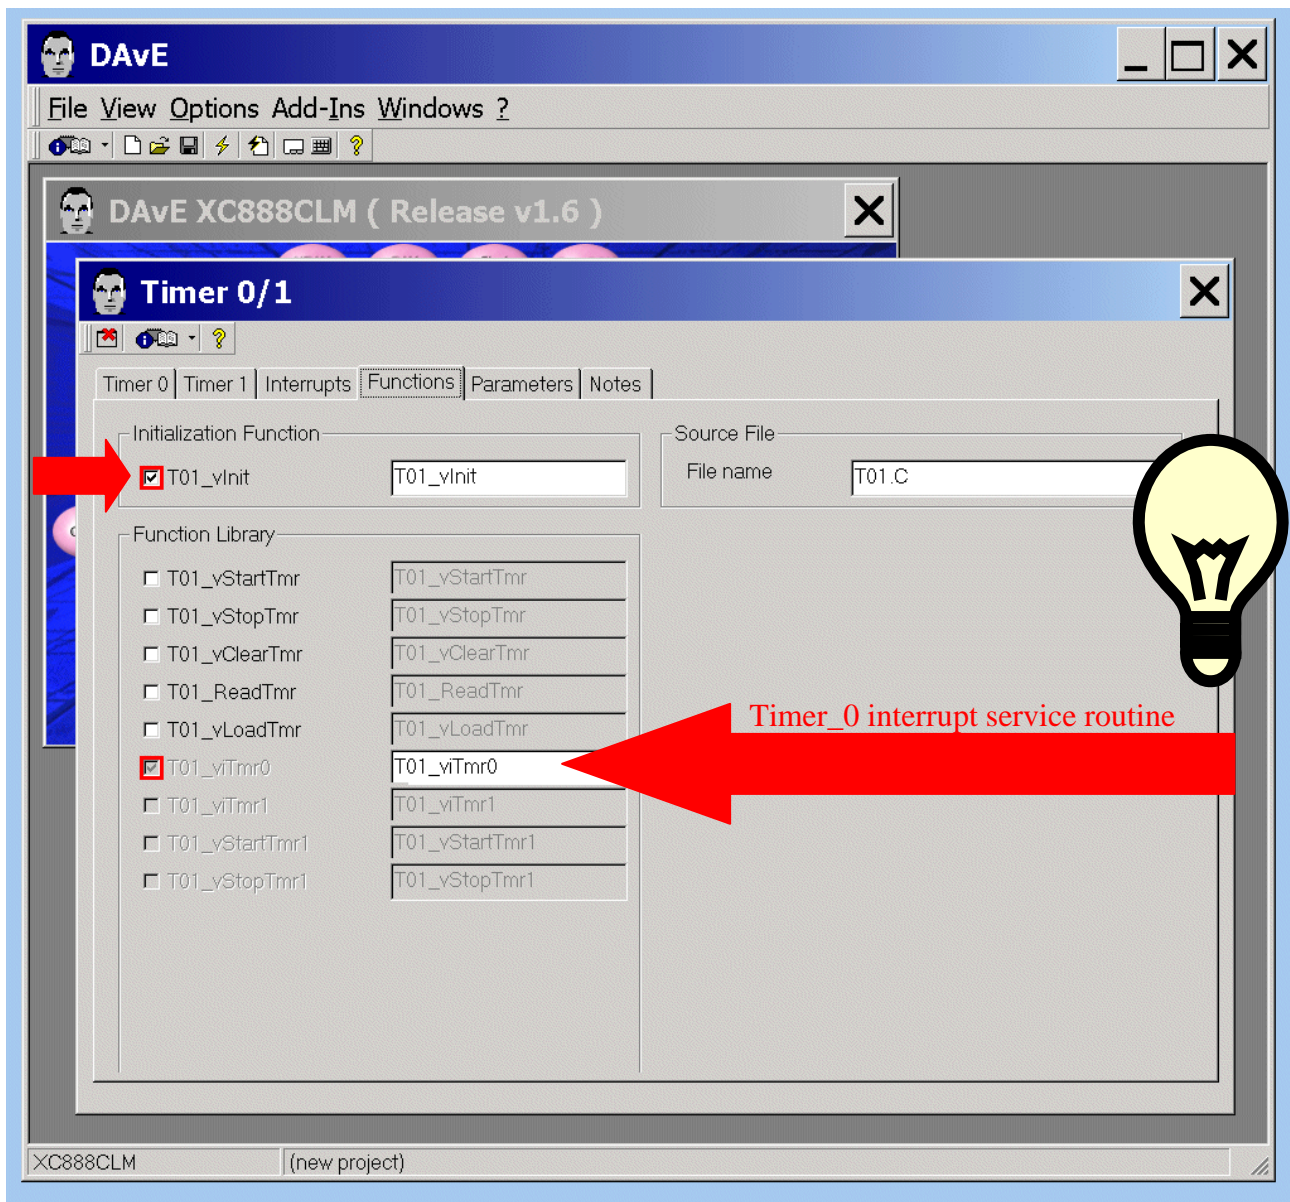 DAvE
File View Options Add-Ins Windows ?
DAvE XC888CLM ( Release v1.6 )
Timer 0/1
Timer 0 Timer 1 Interrupts Functions Parameters Notes
Initialization Function
T01_vInit T01_vInit
Source File
File name T01.C
Function Library
T01_vStartTmr T01_vStartTmr
T01_vStopTmr T01_vStopTmr
T01_vClearTmr T01_vClearTmr
T01_ReadTmr T01_ReadTmr
T01_vLoadTmr T01_vLoadTmr
Timer_0 interrupt service routine
T01_viTmr0 T01_viTmr0
T01_viTmr1 T01_viTmr1
T01_vStartTmr1 T01_vStartTmr1
T01_vStopTmr1 T01_vStopTmr1
XC888CLM (new project)